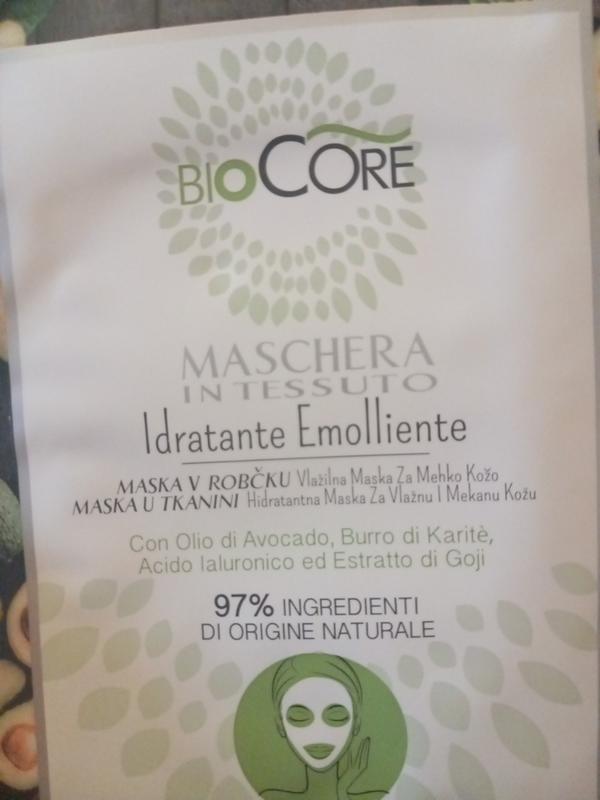 BIOCORE
MASCHERA
IN TESSUTO
Idratante Emolliente
MASKA V ROBČKU Vlažilna Maska Za Mehko Kožo
MASKA U TKANINI Hidratantna Maska Za Vlažnu I Mekanu Kožu
Con Olio di Avocado, Burro di Karitè,
Acido Ialuronico ed Estratto di Goji
97% INGREDIENTI
DI ORIGINE NATURALE